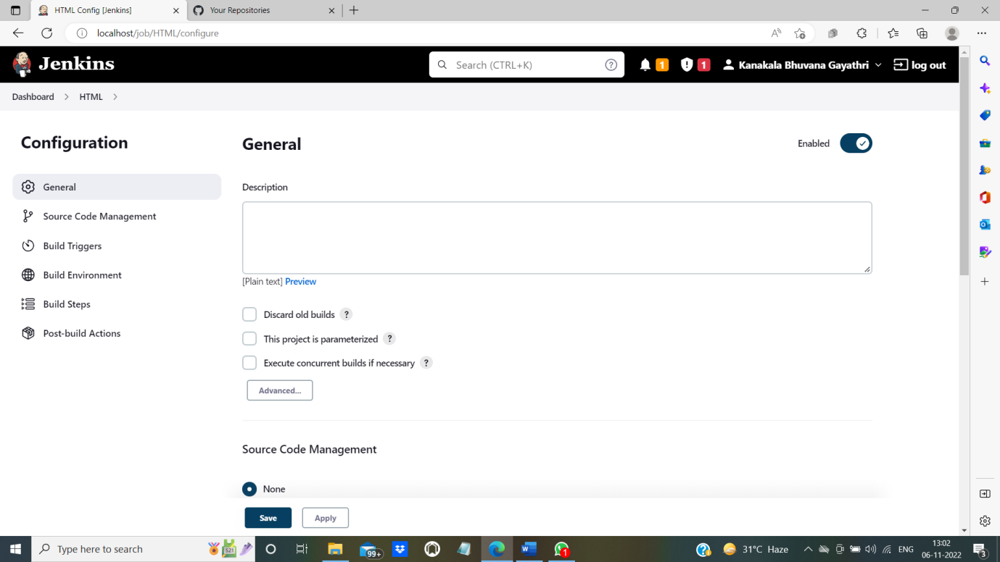 HTML Config [Jenkins]
Your Repositories
localhost/job/HTML/configure
Jenkins
Search (CTRL+K)
?
1
1
Kanakala Bhuvana Gayathri
log out
Dashboard
HTML
Configuration
General
Source Code Management
Build Triggers
Build Environment
Build Steps
Post-build Actions
General
Enabled
Description
[Plain text] Preview
Discard old builds ?
This project is parameterized ?
Execute concurrent builds if necessary ?
Advanced...
Source Code Management
None
Save
Apply
Type here to search
521
99+
1
31°C Haze
ENG
13:02
06-11-2022
3